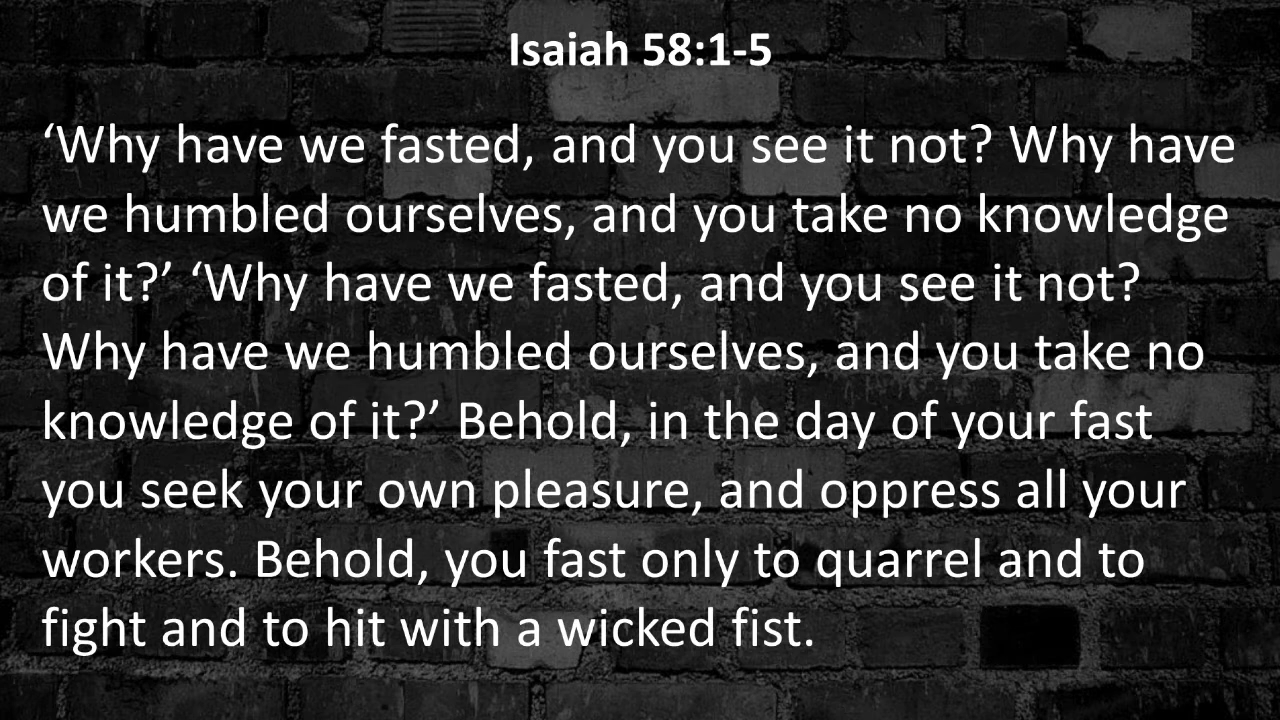 Isaiah 58:1-5
‘Why have we fasted, and you see it not? Why have
we humbled ourselves, and you take no knowledge
of it?’ ‘Why have we fasted, and you see it not?
Why have we humbled ourselves, and you take no
knowledge of it?’ Behold, in the day of your fast
you seek your own pleasure, and oppress all your
workers. Behold, you fast only to quarrel and to
fight and to hit with a wicked fist.